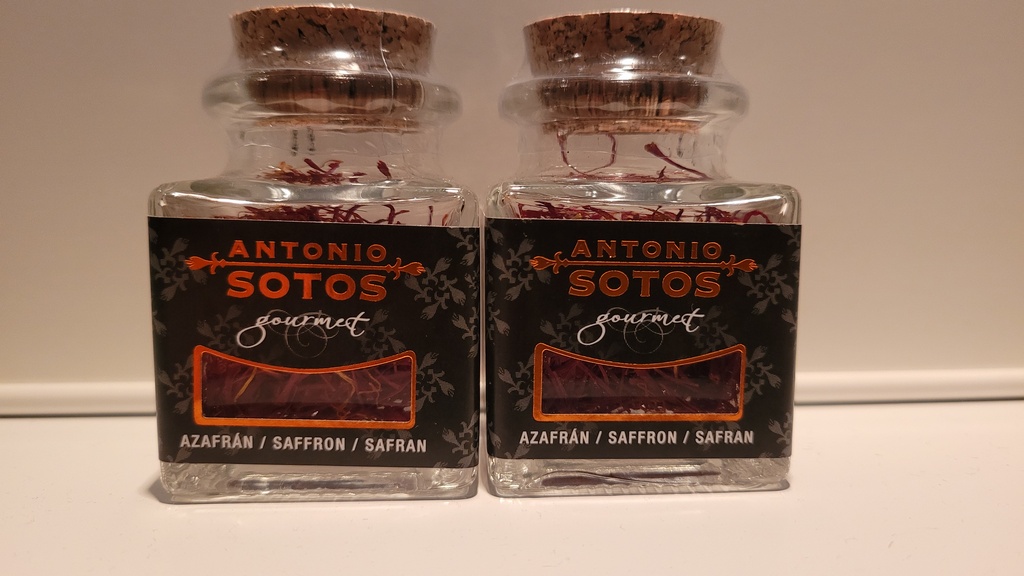 ANTONIO
SOTOS
gourmet
AZAFRÁN / SAFFRON / SAFRAN
ANTONIO
SOTOS
gourmet
AZAFRÁN / SAFFRON / SAFRAN